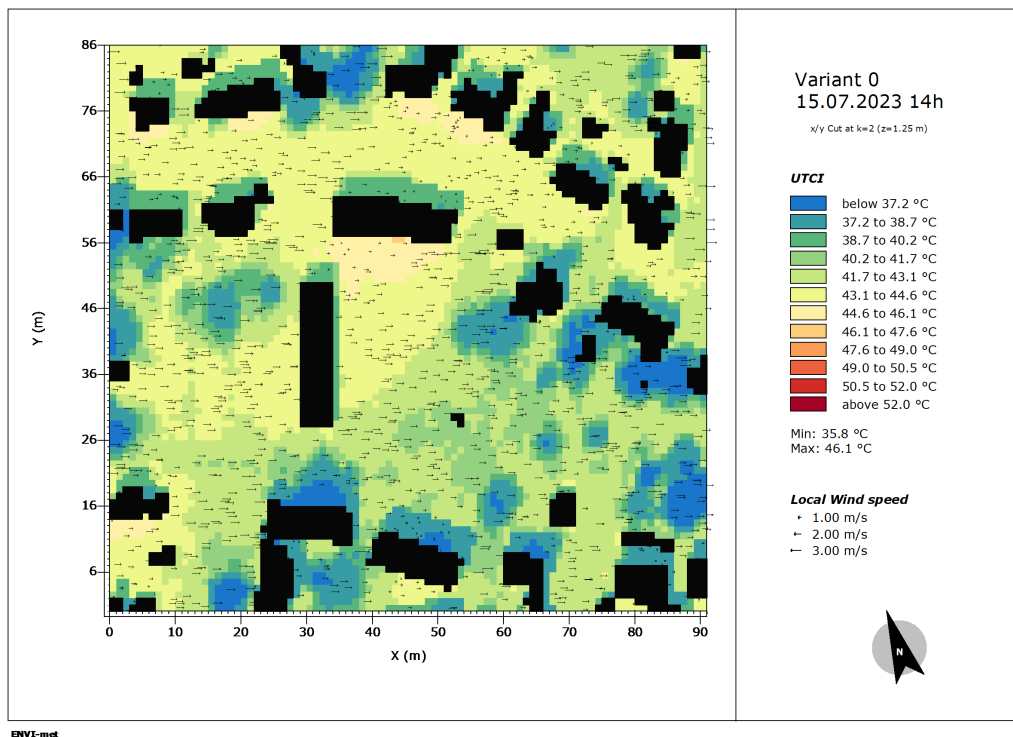 Variant 0
15.07.2023 14h
x/y Cut at k=2 (z=1.25 m)
UTCI
below 37.2 °C
37.2 to 38.7 °C
38.7 to 40.2 °C
40.2 to 41.7 °C
41.7 to 43.1 °C
43.1 to 44.6 °C
44.6 to 46.1 °C
46.1 to 47.6 °C
47.6 to 49.0 °C
49.0 to 50.5 °C
50.5 to 52.0 °C
above 52.0 °C
Min: 35.8 °C
Max: 46.1 °C
Local Wind speed
1.00 m/s
2.00 m/s
3.00 m/s
N
86
76
66
56
46
36
26
16
6
Y (m)
0 10 20 30 40 50 60 70 80 90
X (m)
ENVI-met